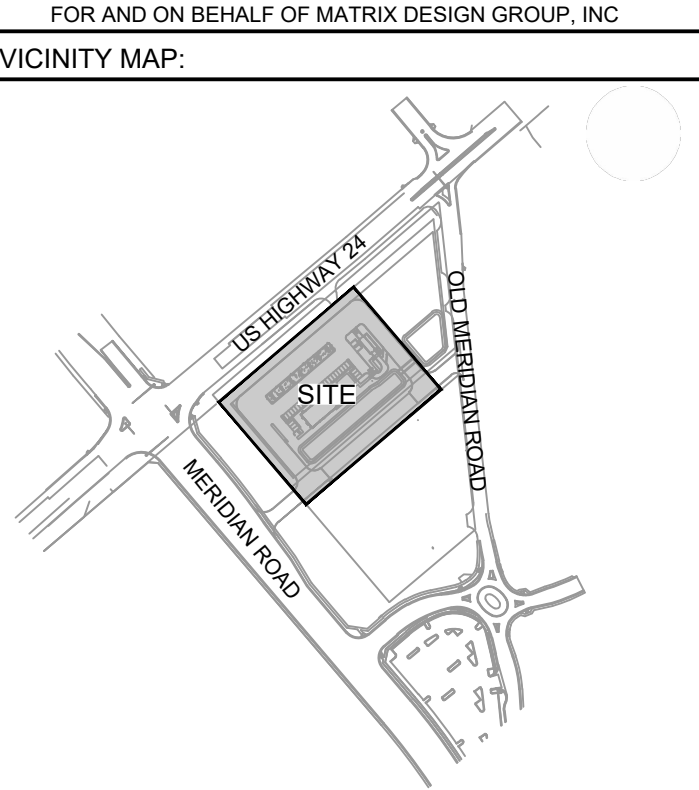 FOR AND ON BEHALF OF MATRIX DESIGN GROUP, INC
VICINITY MAP:
US HIGHWAY 24
OLD MERIDIAN ROAD
SITE
MERIDIAN ROAD